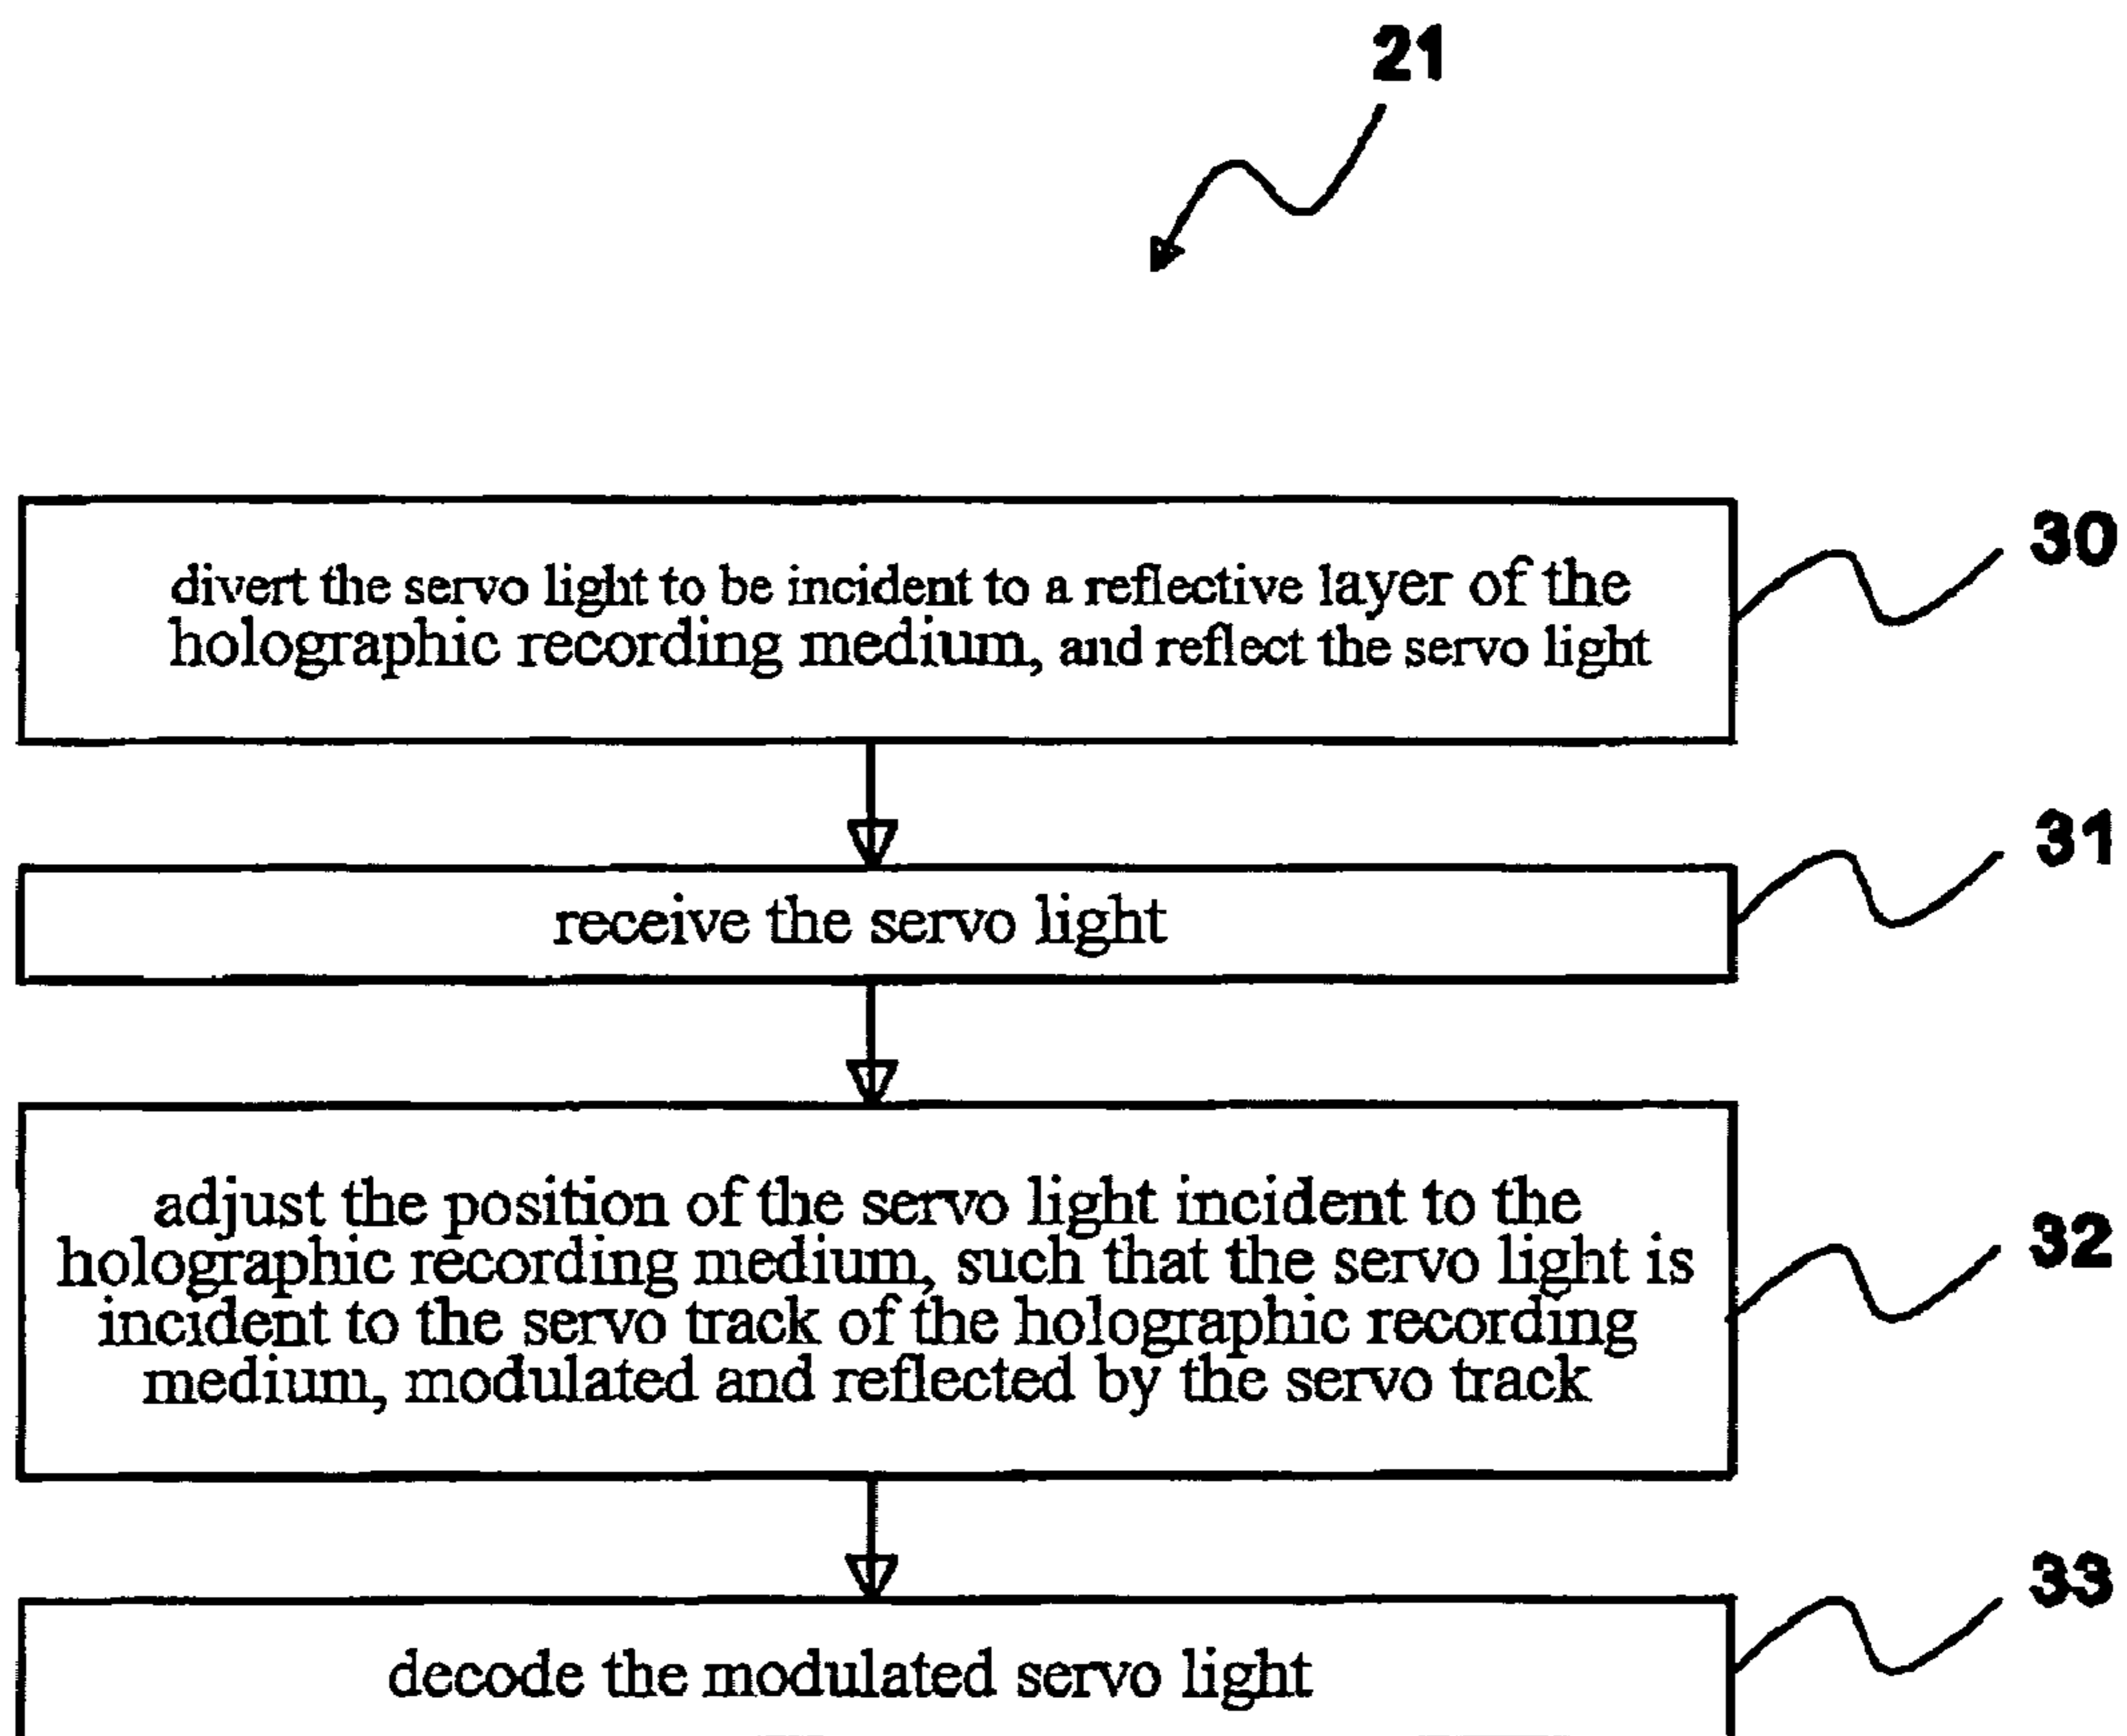 21
divert the servo light to be incident to a reflective layer of the
holographic recording medium, and reflect the servo light
30
receive the servo light
31
adjust the position of the servo light incident to the
holographic recording medium, such that the servo light is
incident to the servo track of the holographic recording
medium, modulated and reflected by the servo track
32
decode the modulated servo light
33